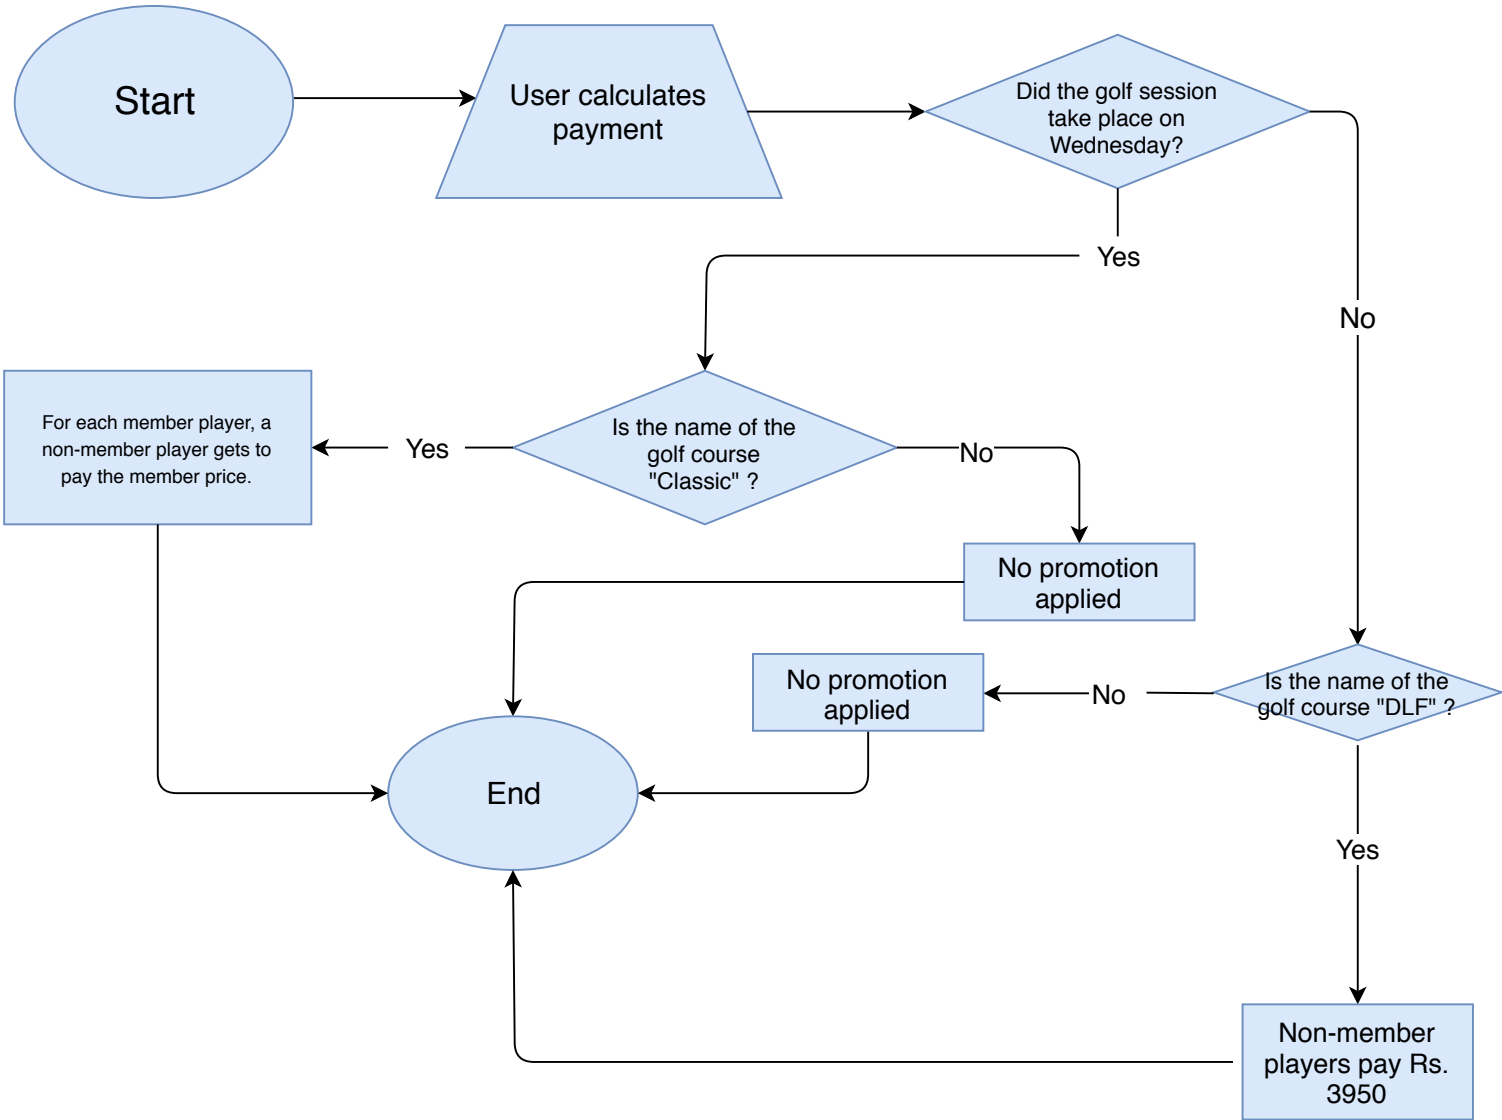 Start
User calculates
payment
Did the golf session
take place on
Wednesday?
Yes
No
For each member player, a
non-member player gets to
pay the member price.
Yes
Is the name of the
golf course
"Classic" ?
No
No promotion
applied
No promotion
applied
No
Is the name of the
golf course "DLF" ?
End
Yes
Non-member
players pay Rs.
3950